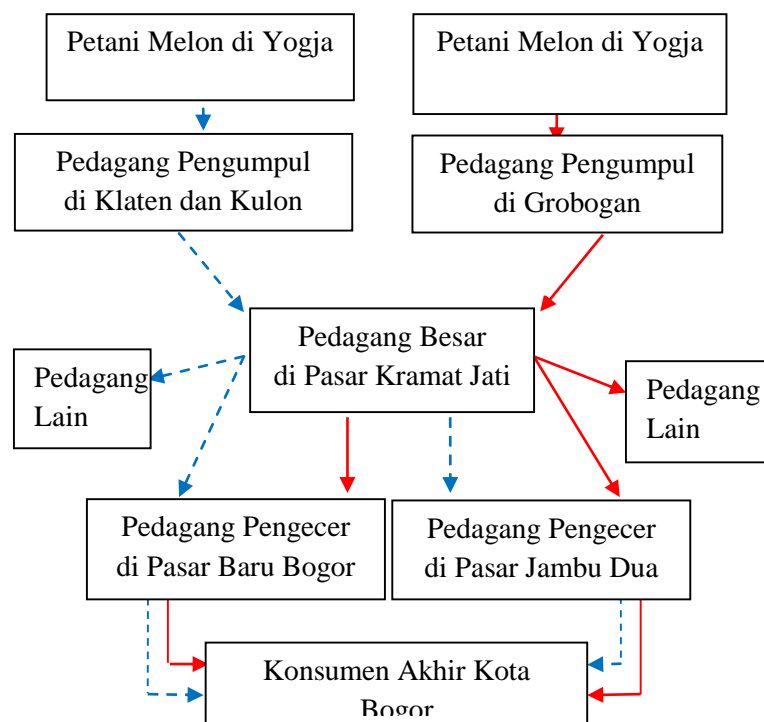 Petani Melon di Yogja
Petani Melon di Yogja
Pedagang Pengumpul
di Klaten dan Kulon
Pedagang Pengumpul
di Grobogan
Pedagang Besar
di Pasar Kramat Jati
Pedagang
Lain
Pedagang
Lain
Pedagang Pengecer
di Pasar Baru Bogor
Pedagang Pengecer
di Pasar Jambu Dua
Konsumen Akhir Kota
Bogor